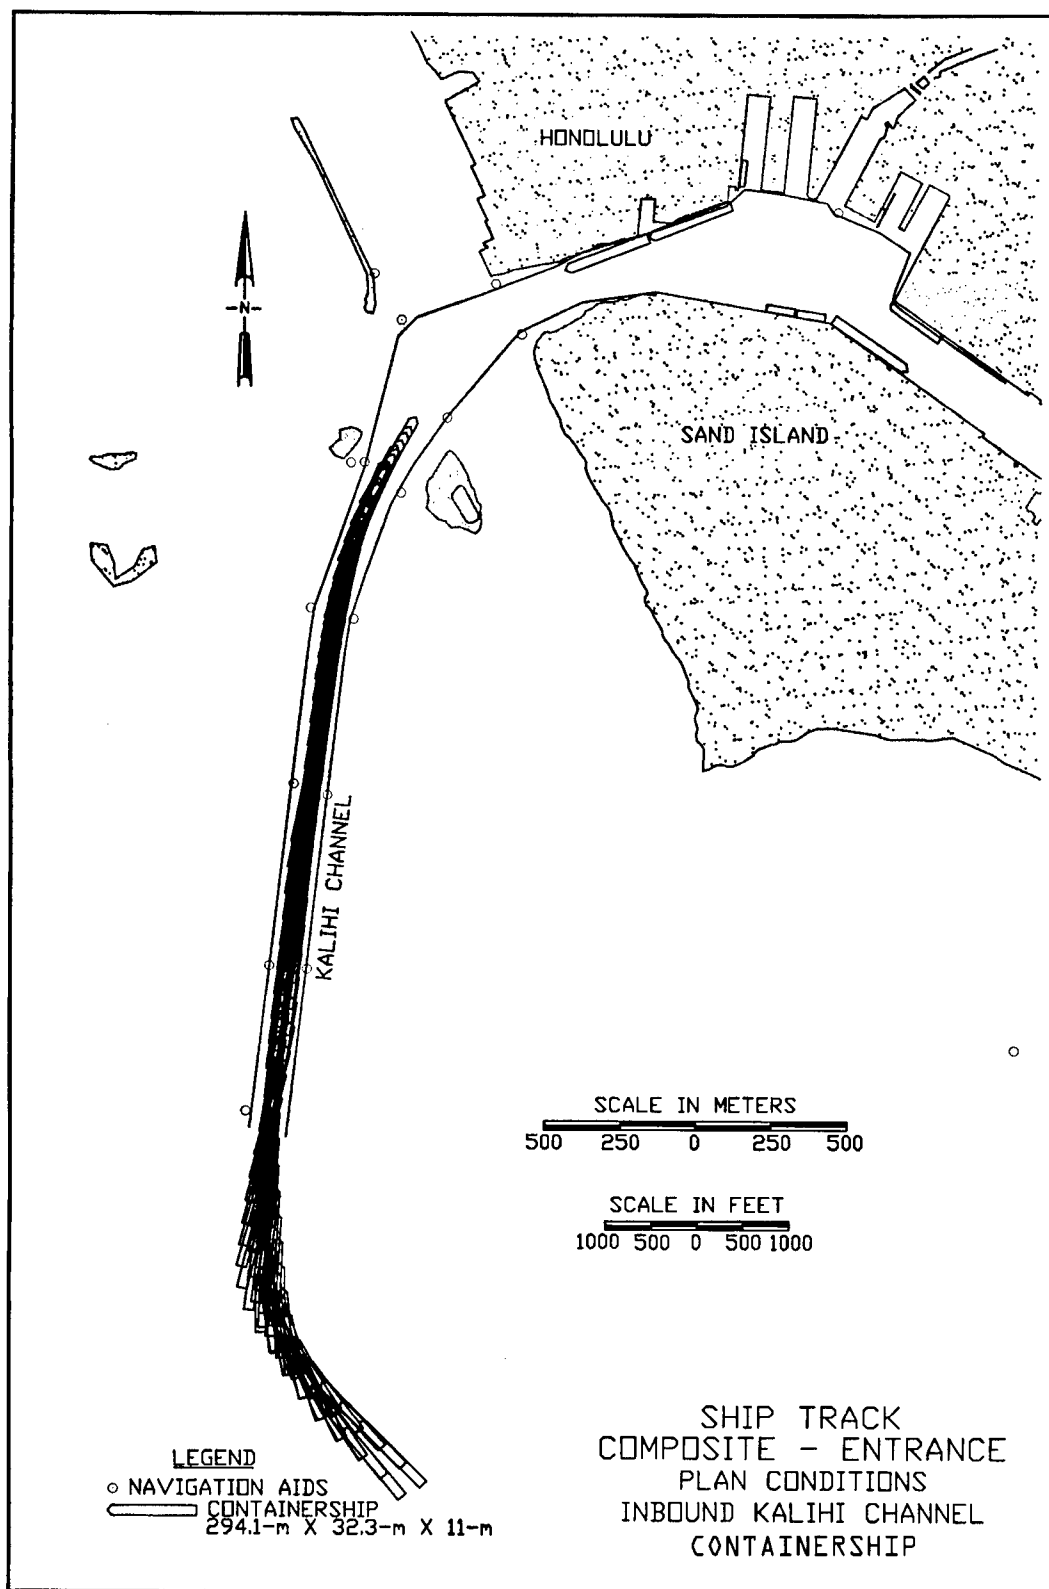 HONOLULU
-N-
SAND ISLAND
KALIHI CHANNEL
SCALE IN METERS
500 250 0 250 500
SCALE IN FEET
1000 500 0 500 1000
LEGEND
NAVIGATION AIDS
CONTAINERSHIP
294.1-m X 32.3-m X 11-m
SHIP TRACK
COMPOSITE - ENTRANCE
PLAN CONDITIONS
INBOUND KALIHI CHANNEL
CONTAINERSHIP